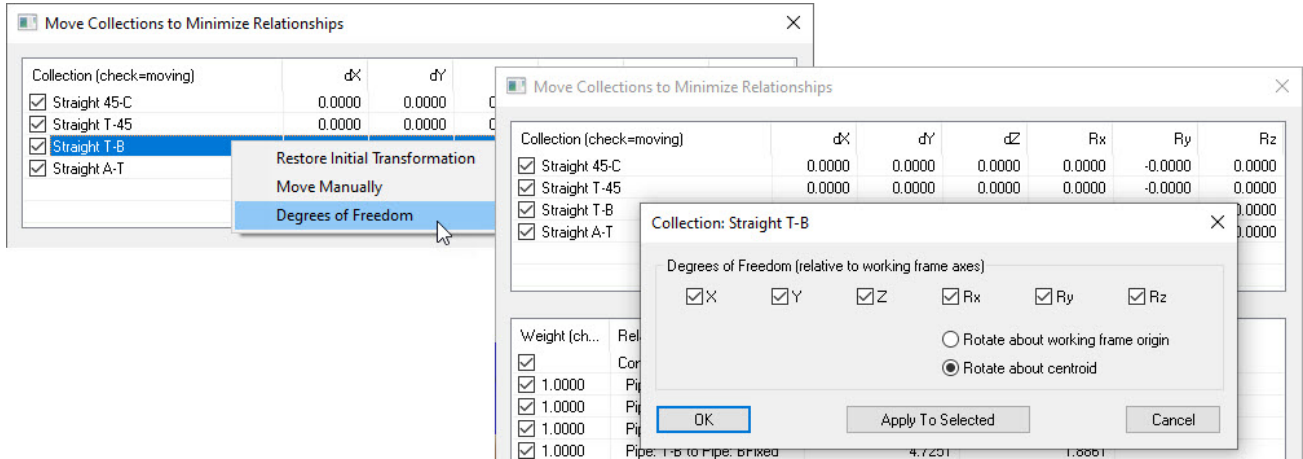 Move Collections to Minimize Relationships
Collection (check=moving) dX dY
Straight 45-C 0.0000 0.0000
Straight T-45 0.0000 0.0000
Straight T-B
Straight A-T
Restore Initial Transformation
Move Manually
Degrees of Freedom
Move Collections to Minimize Relationships
Collection (check=moving) dX dY dZ Rx Ry Rz
Straight 45-C 0.0000 0.0000 0.0000 0.0000 -0.0000 0.0000
Straight T-45 0.0000 0.0000 0.0000 0.0000 -0.0000 0.0000
Straight T-B 0.0000
Straight A-T 0.0000
Collection: Straight T-B
Degrees of Freedom (relative to working frame axes)
X Y Z Rx Ry Rz
Rotate about working frame origin
Rotate about centroid
OK Apply To Selected Cancel
Weight (ch...
1.0000
1.0000
1.0000
1.0000 Pipe: T-B to Pipe: BFixed 4.7251 1.8861